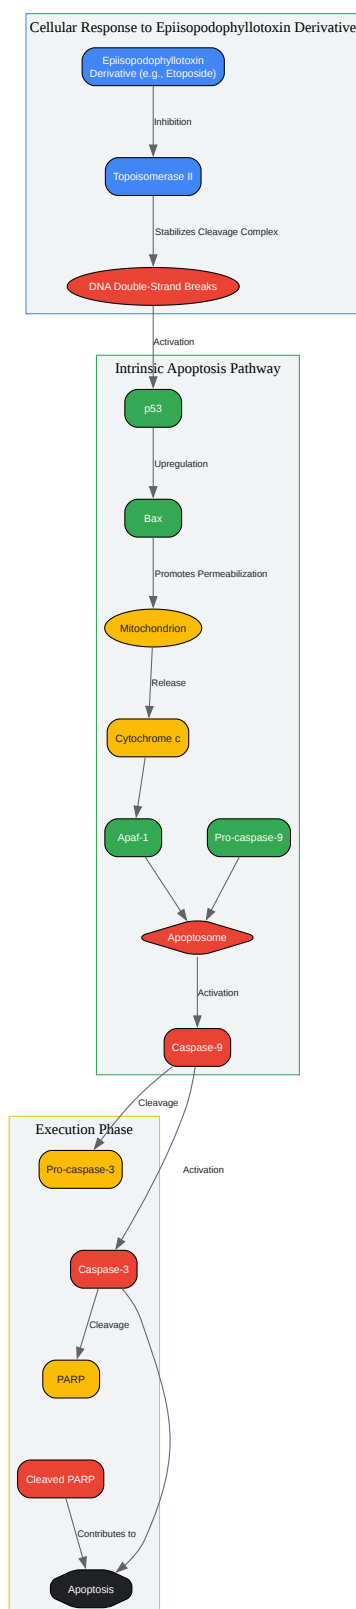 Cellular Response to Epiisopodophyllotoxin Derivative
Epiisopodophyllotoxin
Derivative (e.g., Etoposide)
Inhibition
Topoisomerase II
Stabilizes Cleavage Complex
DNA Double-Strand Breaks
Activation
Intrinsic Apoptosis Pathway
p53
Upregulation
Bax
Promotes Permeabilization
Mitochondrion
Release
Cytochrome c
Apaf-1
Pro-caspase-9
Apoptosome
Activation
Caspase-9
Cleavage
Execution Phase
Pro-caspase-3
Activation
Caspase-3
Cleavage
PARP
Cleaved PARP
Contributes to
Apoptosis